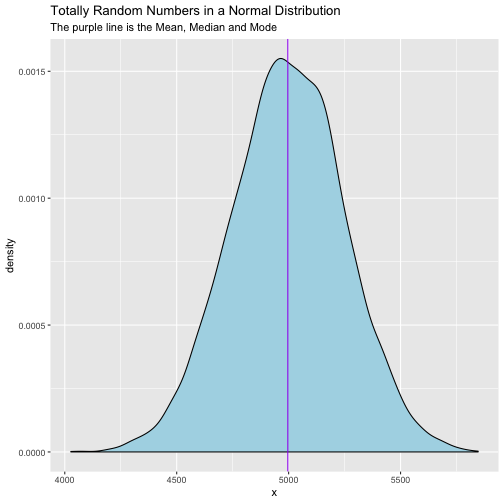 Totally Random Numbers in a Normal Distribution
The purple line is the Mean, Median and Mode
0.0015
0.0010
0.0005
0.0000
density
4000 4500 5000 5500
x